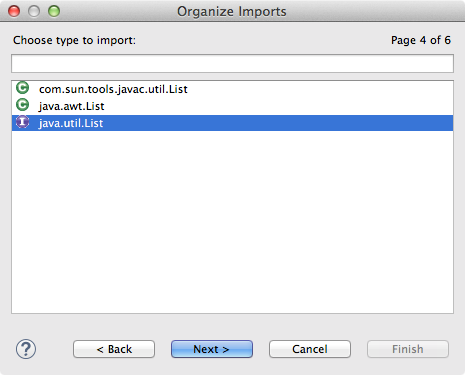 Organize Imports
Choose type to import: Page 4 of 6
C com.sun.tools.javac.util.List
C java.awt.List
I java.util.List
? < Back Next > Cancel Finish